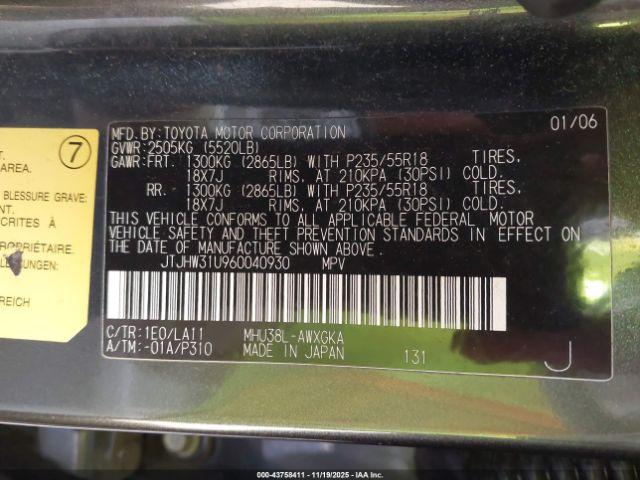 MFD.BY:TOYOTA MOTOR CORPORATION 01/06
GVWR:2505KG (5520LB)
GAWR:FRT. 1300KG (2865LB) WITH P235/55R18 TIRES,
18X7J RIMS, AT 210KPA (30PSI) COLD.
RR. 1300KG (2865LB) WITH P235/55R18 TIRES,
18X7J RIMS, AT 210KPA (30PSI) COLD.
THIS VEHICLE CONFORMS TO ALL APPLICABLE FEDERAL MOTOR
VEHICLE SAFETY AND THEFT PREVENTION STANDARDS IN EFFECT ON
THE DATE OF MANUFACTURE SHOWN ABOVE.
JTJHW31U960040930 MPV
C/TR:1E0/LA11 MHU38L-AWXGKA
A/TM:-01A/P310 MADE IN JAPAN 131 J
7
AREA.
BLESSURE GRAVE:
NT.
SCRITES À
PROPRIÉTAIRE.
LLUNGEN:
REICH
000-43758411 - 11/19/2025 - IAA Inc.